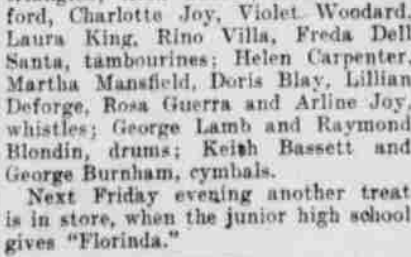 ford, Charlotte Joy, Violet Woodard,
Laura King, Rino Villa, Freda Dell
Santa, tambourines; Helen Carpenter,
Martha Mansfield, Doris Blay, Lillian
Deforge, Rosa Guerra and Arline Joy,
whistles; George Lamb and Raymond
Blondin, drums; Keith Bassett and
George Burnham, cymbals.
Next Friday evening another treat
is in store, when the junior high school
gives "Florinda."